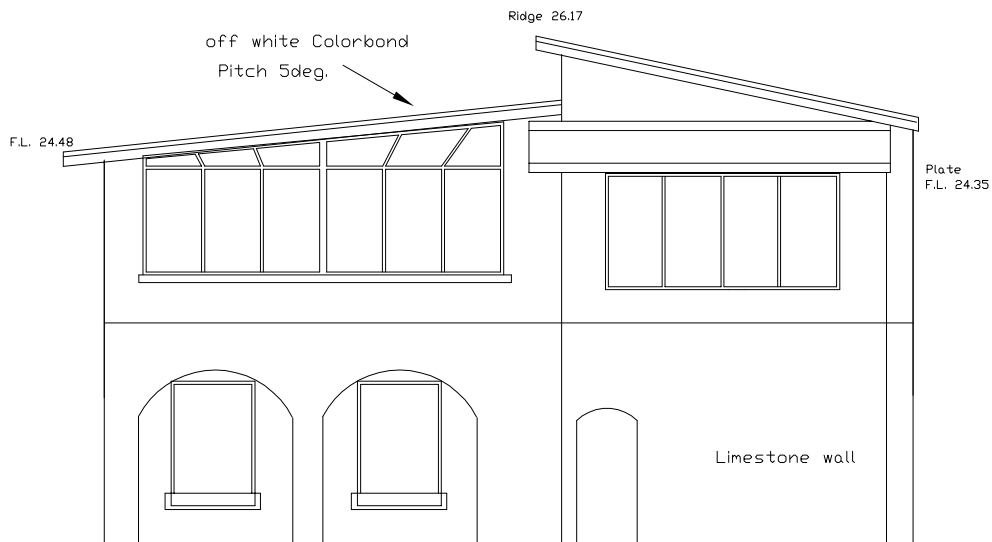 Ridge 26.17
off white Colorbond
Pitch 5deg.
F.L. 24.48
Plate
F.L. 24.35
Limestone wall